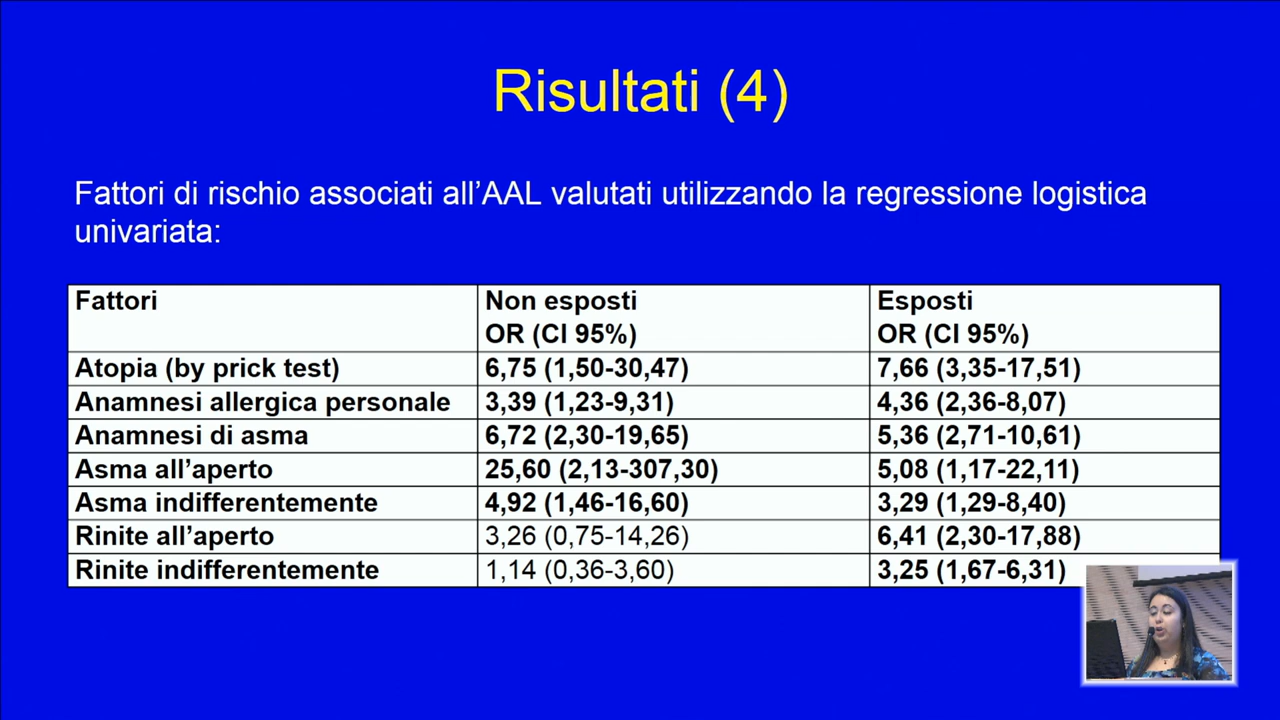 Risultati (4)
Fattori di rischio associati all’AAL valutati utilizzando la regressione logistica
univariata:
Fattori
Non esposti
OR (CI 95%)
Esposti
OR (CI 95%)
Atopia (by prick test) 6,75 (1,50-30,47) 7,66 (3,35-17,51)
Anamnesi allergica personale 3,39 (1,23-9,31) 4,36 (2,36-8,07)
Anamnesi di asma 6,72 (2,30-19,65) 5,36 (2,71-10,61)
Asma all’aperto 25,60 (2,13-307,30) 5,08 (1,17-22,11)
Asma indifferentemente 4,92 (1,46-16,60) 3,29 (1,29-8,40)
Rinite all’aperto 3,26 (0,75-14,26) 6,41 (2,30-17,88)
Rinite indifferentemente 1,14 (0,36-3,60) 3,25 (1,67-6,31)